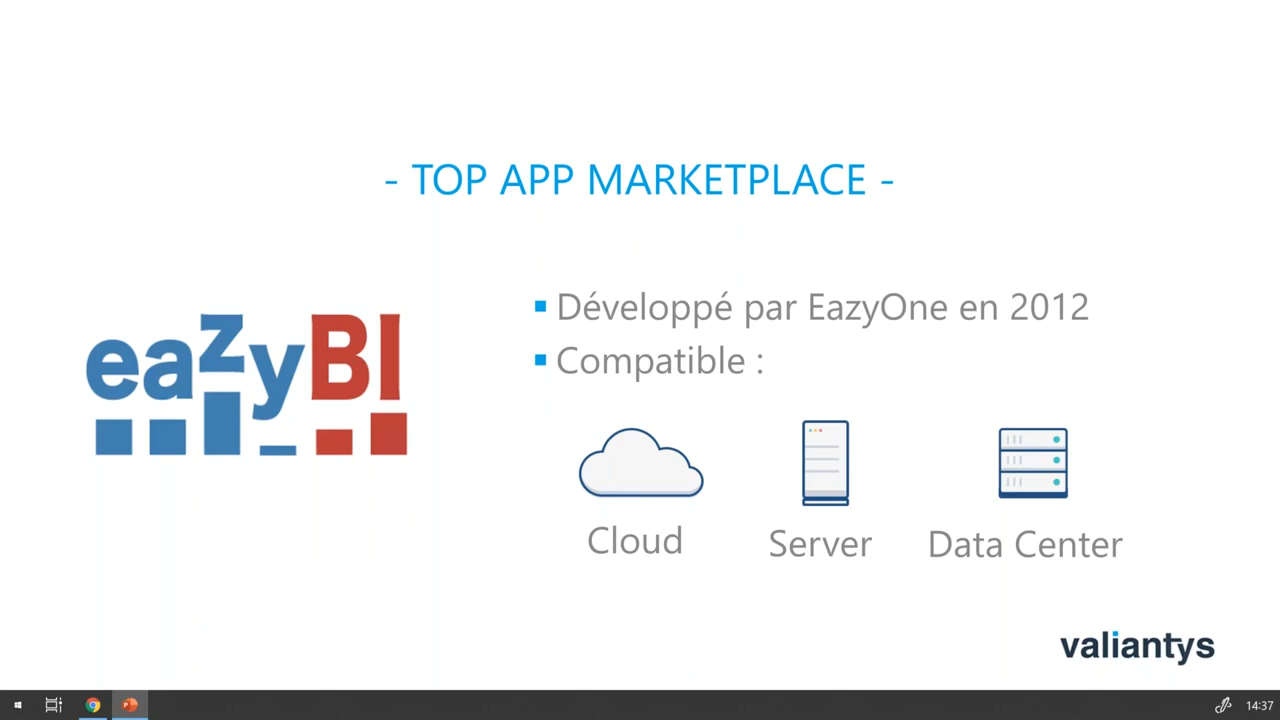 - TOP APP MARKETPLACE -
eazyBI
Développé par EazyOne en 2012
Compatible :
Cloud
Server
Data Center
valiantys
14:37